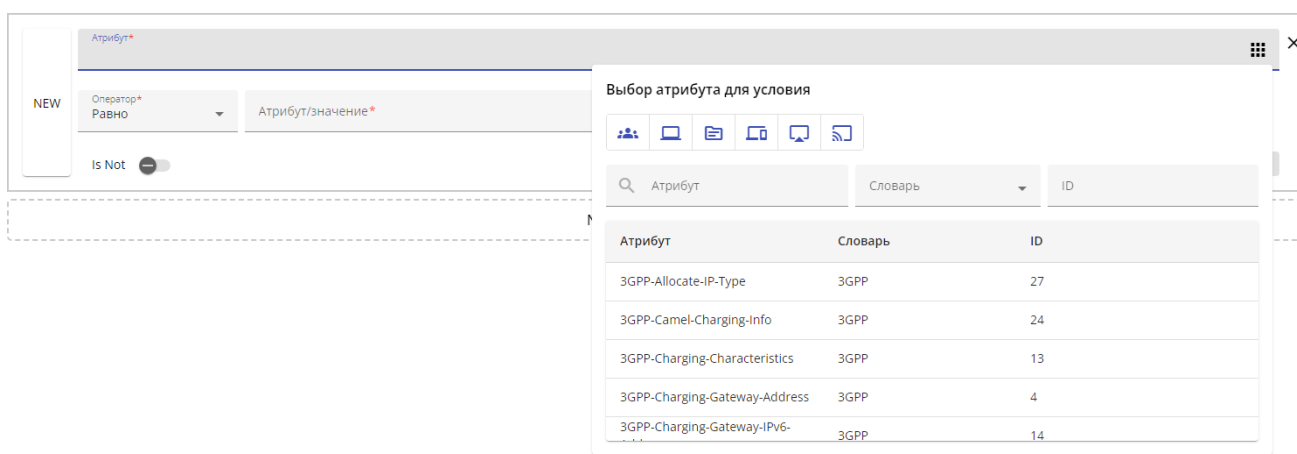 Атрибут*
NEW
Оператор*
Равно
Атрибут/значение*
Is Not
Выбор атрибута для условия
Атрибут Словарь ID
Атрибут Словарь ID
3GPP-Allocate-IP-Type 3GPP 27
3GPP-Camel-Charging-Info 3GPP 24
3GPP-Charging-Characteristics 3GPP 13
3GPP-Charging-Gateway-Address 3GPP 4
3GPP-Charging-Gateway-IPv6-
3GPP 14